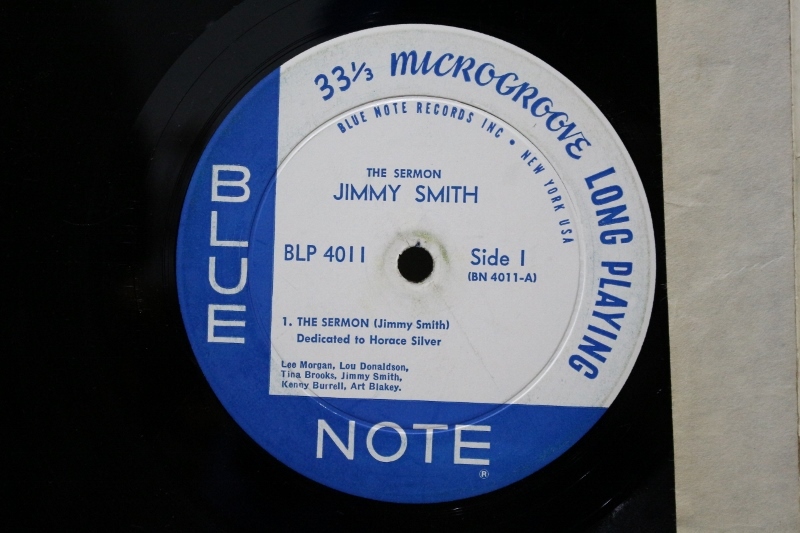 33⅓ MICROGROOVE LONG PLAYING
BLUE NOTE RECORDS INC • NEW YORK USA
THE SERMON
JIMMY SMITH
BLP 4011
Side 1
(BN 4011-A)
1. THE SERMON (Jimmy Smith)
Dedicated to Horace Silver
Lee Morgan, Lou Donaldson,
Tina Brooks, Jimmy Smith,
Kenny Burrell, Art Blakey.
BLUE
NOTE
®